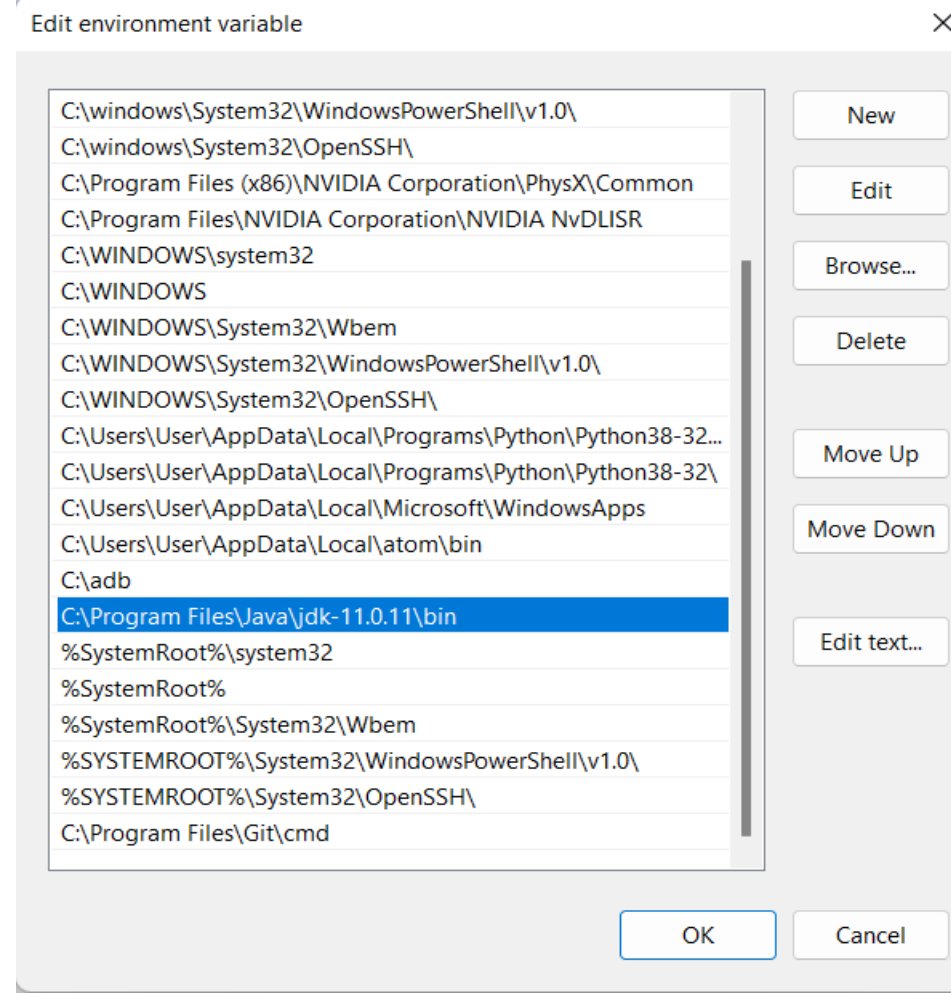 Edit environment variable
C:\windows\System32\WindowsPowerShell\v1.0\
C:\windows\System32\OpenSSH\
C:\Program Files (x86)\NVIDIA Corporation\PhysX\Common
C:\Program Files\NVIDIA Corporation\NVIDIA NvDLISR
C:\WINDOWS\system32
C:\WINDOWS
C:\WINDOWS\System32\Wbem
C:\WINDOWS\System32\WindowsPowerShell\v1.0\
C:\WINDOWS\System32\OpenSSH\
C:\Users\User\AppData\Local\Programs\Python\Python38-32...
C:\Users\User\AppData\Local\Programs\Python\Python38-32\
C:\Users\User\AppData\Local\Microsoft\WindowsApps
C:\Users\User\AppData\Local\atom\bin
C:\adb
C:\Program Files\Java\jdk-11.0.11\bin
%SystemRoot%\system32
%SystemRoot%
%SystemRoot%\System32\Wbem
%SYSTEMROOT%\System32\WindowsPowerShell\v1.0\
%SYSTEMROOT%\System32\OpenSSH\
C:\Program Files\Git\cmd
New
Edit
Browse...
Delete
Move Up
Move Down
Edit text...
OK
Cancel